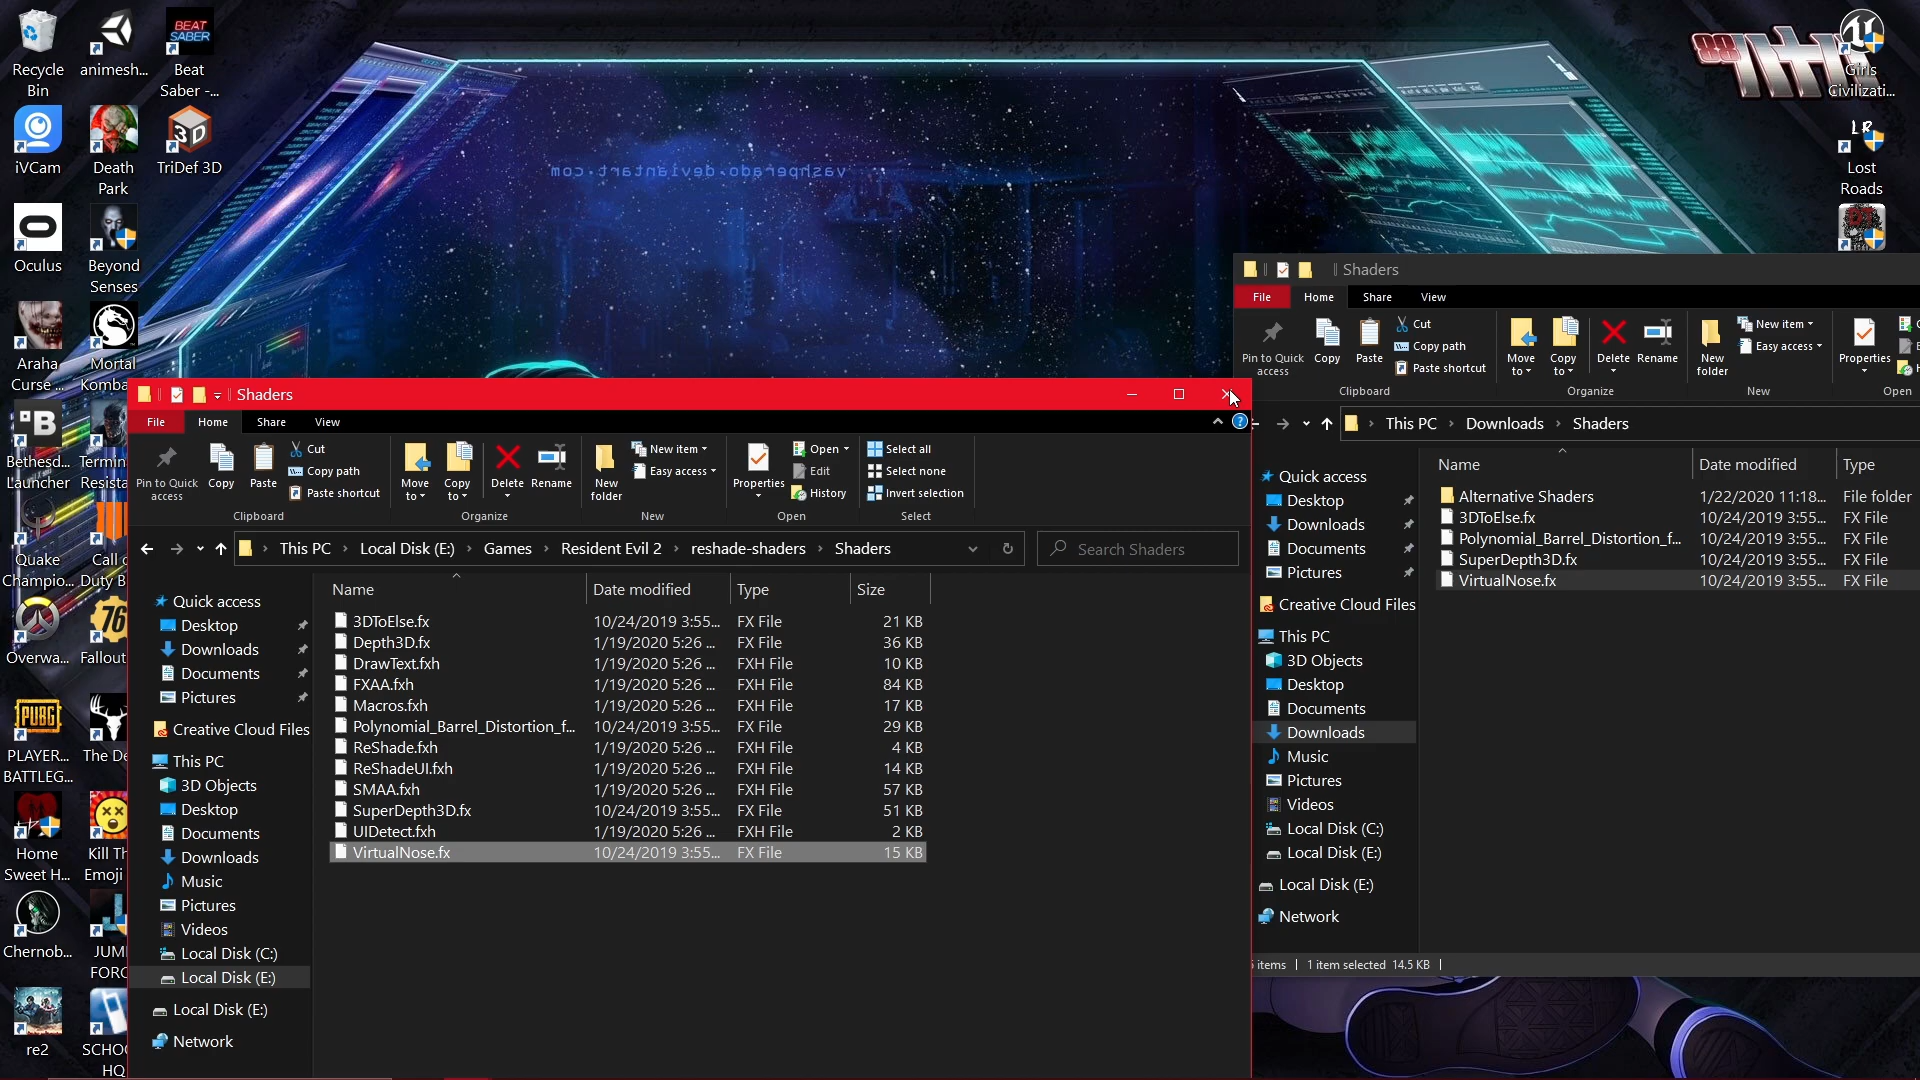 Recycle
Bin
animesh...
BEAT
SABER
Beat
Saber -...
iVCam
Death
Park
3D
TriDef 3D
Oculus
Beyond
Senses
Araha
Curse ...
Mortal
Komba
B
Bethesd...
Launcher
Termin
Resista
Quake
Champio...
Call o
Duty B
Overwa...
76
Fallout
PUBG
PLAYER...
BATTLEG...
The De
Home
Sweet H...
Kill Th
Emoji
Chernob...
JUM
FORC
re2
SCHO
HQ
vashperado.deviantart.com
88
Girls
Civilizati...
LR
Lost
Roads
Shaders
File
Home
Share
View
Pin to Quick
access
Copy
Paste
Cut
Copy path
Paste shortcut
Clipboard
Move
to
Copy
to
Delete
Rename
Organize
New
folder
New item
Easy access
New
Properties
Open
This PC
Downloads
Shaders
Name
Date modified
Type
Alternative Shaders 1/22/2020 11:18... File folder
3DToElse.fx 10/24/2019 3:55... FX File
Polynomial_Barrel_Distortion_f... 10/24/2019 3:55... FX File
SuperDepth3D.fx 10/24/2019 3:55... FX File
VirtualNose.fx 10/24/2019 3:55... FX File
Quick access
Desktop
Downloads
Documents
Pictures
Creative Cloud Files
This PC
3D Objects
Desktop
Documents
Downloads
Music
Pictures
Videos
Local Disk (C:)
Local Disk (E:)
Local Disk (E:)
Network
items
1 item selected 14.5 KB
Shaders
File
Home
Share
View
Pin to Quick
access
Copy
Paste
Cut
Copy path
Paste shortcut
Clipboard
Move
to
Copy
to
Delete
Rename
Organize
New
folder
New item
Easy access
New
Properties
Open
Edit
History
Open
Select all
Select none
Invert selection
Select
This PC
Local Disk (E:)
Games
Resident Evil 2
reshade-shaders
Shaders
Search Shaders
Name
Date modified
Type
Size
3DToElse.fx 10/24/2019 3:55... FX File 21 KB
Depth3D.fx 1/19/2020 5:26 ... FX File 36 KB
DrawText.fxh 1/19/2020 5:26 ... FXH File 10 KB
FXAA.fxh 1/19/2020 5:26 ... FXH File 84 KB
Macros.fxh 1/19/2020 5:26 ... FXH File 17 KB
Polynomial_Barrel_Distortion_f... 10/24/2019 3:55... FX File 29 KB
ReShade.fxh 1/19/2020 5:26 ... FXH File 4 KB
ReShadeUI.fxh 1/19/2020 5:26 ... FXH File 14 KB
SMAA.fxh 1/19/2020 5:26 ... FXH File 57 KB
SuperDepth3D.fx 10/24/2019 3:55... FX File 51 KB
UIDetect.fxh 1/19/2020 5:26 ... FXH File 2 KB
VirtualNose.fx 10/24/2019 3:55... FX File 15 KB
Quick access
Desktop
Downloads
Documents
Pictures
Creative Cloud Files
This PC
3D Objects
Desktop
Documents
Downloads
Music
Pictures
Videos
Local Disk (C:)
Local Disk (E:)
Local Disk (E:)
Network